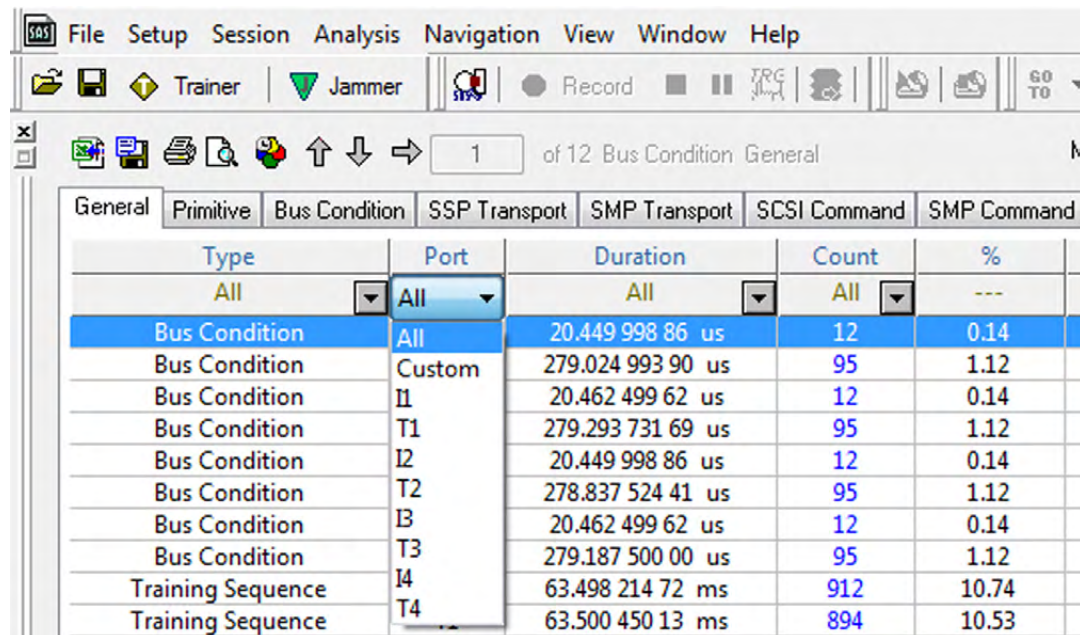 SAS File Setup Session Analysis Navigation View Window Help
Trainer Jammer Record GO TO
1 of 12 Bus Condition General
General Primitive Bus Condition SSP Transport SMP Transport SCSI Command SMP Command
Type Port Duration Count %
All All All All ---
Bus Condition All 20.449 998 86 us 12 0.14
Bus Condition Custom 279.024 993 90 us 95 1.12
Bus Condition I1 20.462 499 62 us 12 0.14
Bus Condition T1 279.293 731 69 us 95 1.12
Bus Condition I2 20.449 998 86 us 12 0.14
Bus Condition T2 278.837 524 41 us 95 1.12
Bus Condition I3 20.462 499 62 us 12 0.14
Bus Condition T3 279.187 500 00 us 95 1.12
Training Sequence I4 63.498 214 72 ms 912 10.74
Training Sequence T4 63.500 450 13 ms 894 10.53